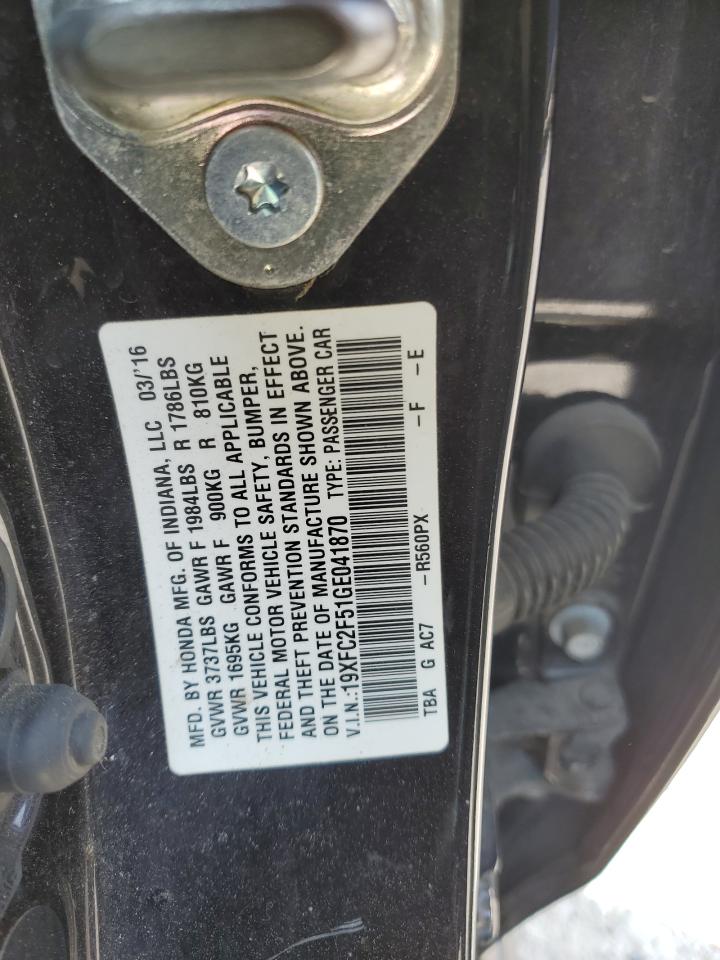 MFD. BY HONDA MFG. OF INDIANA, LLC 03/'16
GVWR 3737LBS GAWR F 1984LBS R 1786LBS
GVWR 1695KG GAWR F 900KG R 810KG
THIS VEHICLE CONFORMS TO ALL APPLICABLE
FEDERAL MOTOR VEHICLE SAFETY, BUMPER,
AND THEFT PREVENTION STANDARDS IN EFFECT
ON THE DATE OF MANUFACTURE SHOWN ABOVE.
V.I.N.:19XFC2F51GE041870 TYPE: PASSENGER CAR
TBA G AC7 -R560PX -F -E